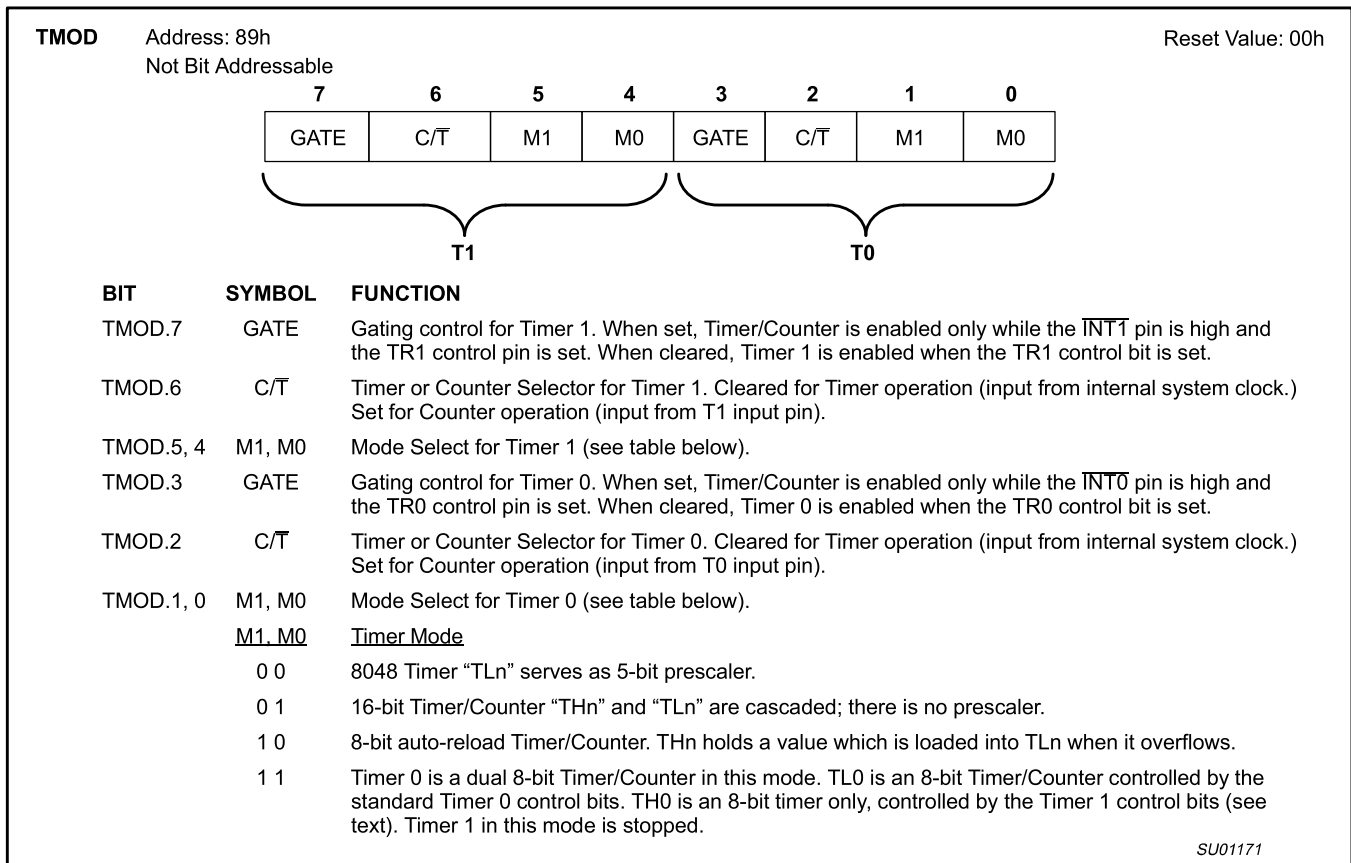 TMOD Address: 89h Reset Value: 00h
Not Bit Addressable
7 6 5 4 3 2 1 0
GATE C/T̅ M1 M0 GATE C/T̅ M1 M0
T1 T0
BIT SYMBOL FUNCTION
TMOD.7 GATE Gating control for Timer 1. When set, Timer/Counter is enabled only while the I̅N̅T̅1̅ pin is high and
the TR1 control pin is set. When cleared, Timer 1 is enabled when the TR1 control bit is set.
TMOD.6 C/T̅ Timer or Counter Selector for Timer 1. Cleared for Timer operation (input from internal system clock.)
Set for Counter operation (input from T1 input pin).
TMOD.5, 4 M1, M0 Mode Select for Timer 1 (see table below).
TMOD.3 GATE Gating control for Timer 0. When set, Timer/Counter is enabled only while the I̅N̅T̅0̅ pin is high and
the TR0 control pin is set. When cleared, Timer 0 is enabled when the TR0 control bit is set.
TMOD.2 C/T̅ Timer or Counter Selector for Timer 0. Cleared for Timer operation (input from internal system clock.)
Set for Counter operation (input from T0 input pin).
TMOD.1, 0 M1, M0 Mode Select for Timer 0 (see table below).
M1, M0 Timer Mode
0 0 8048 Timer “TLn” serves as 5-bit prescaler.
0 1 16-bit Timer/Counter “THn” and “TLn” are cascaded; there is no prescaler.
1 0 8-bit auto-reload Timer/Counter. THn holds a value which is loaded into TLn when it overflows.
1 1 Timer 0 is a dual 8-bit Timer/Counter in this mode. TL0 is an 8-bit Timer/Counter controlled by the
standard Timer 0 control bits. TH0 is an 8-bit timer only, controlled by the Timer 1 control bits (see
text). Timer 1 in this mode is stopped.
SU01171